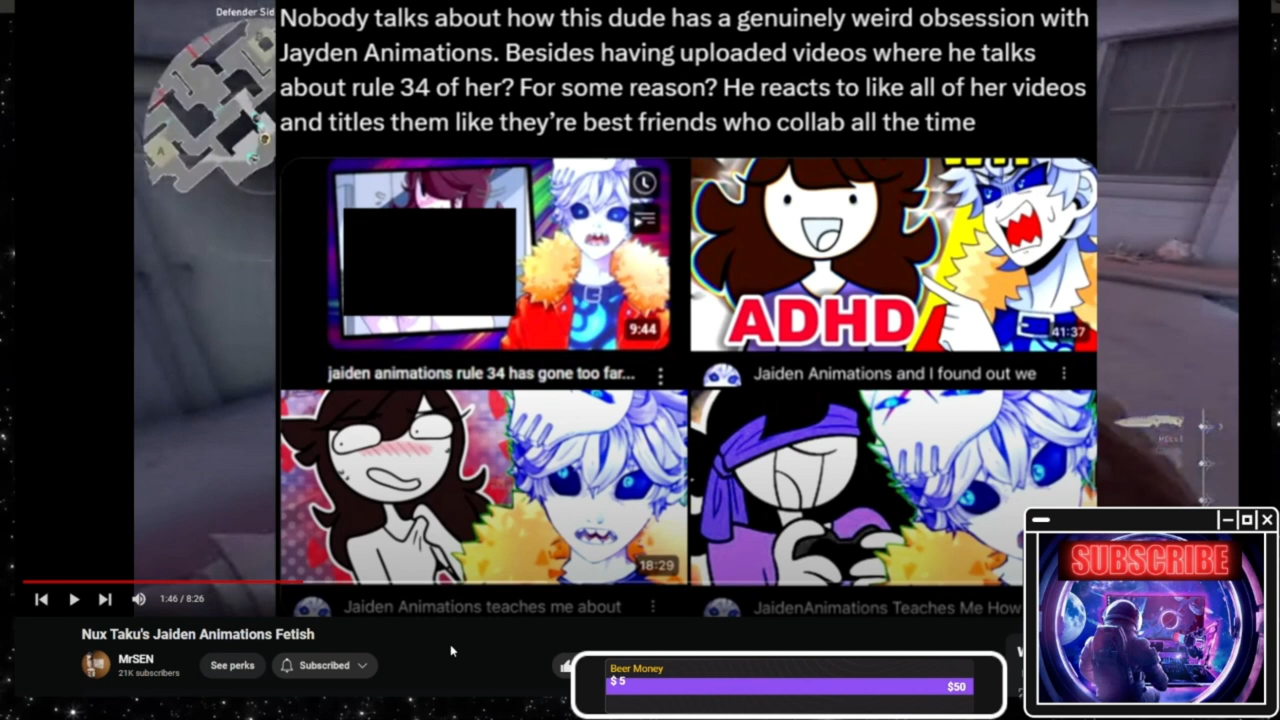 Defender Sid
Nobody talks about how this dude has a genuinely weird obsession with
Jayden Animations. Besides having uploaded videos where he talks
about rule 34 of her? For some reason? He reacts to like all of her videos
and titles them like they’re best friends who collab all the time
B
A
9:44
ADHD
41:37
jaiden animations rule 34 has gone too far...
Jaiden Animations and I found out we
MELEE
18:29
Jaiden Animations teaches me about
JaidenAnimations Teaches Me How
1:46 / 8:26
SUBSCRIBE
Nux Taku's Jaiden Animations Fetish
MrSEN
21K subscribers
See perks
Subscribed
Beer Money
$ 5
$50